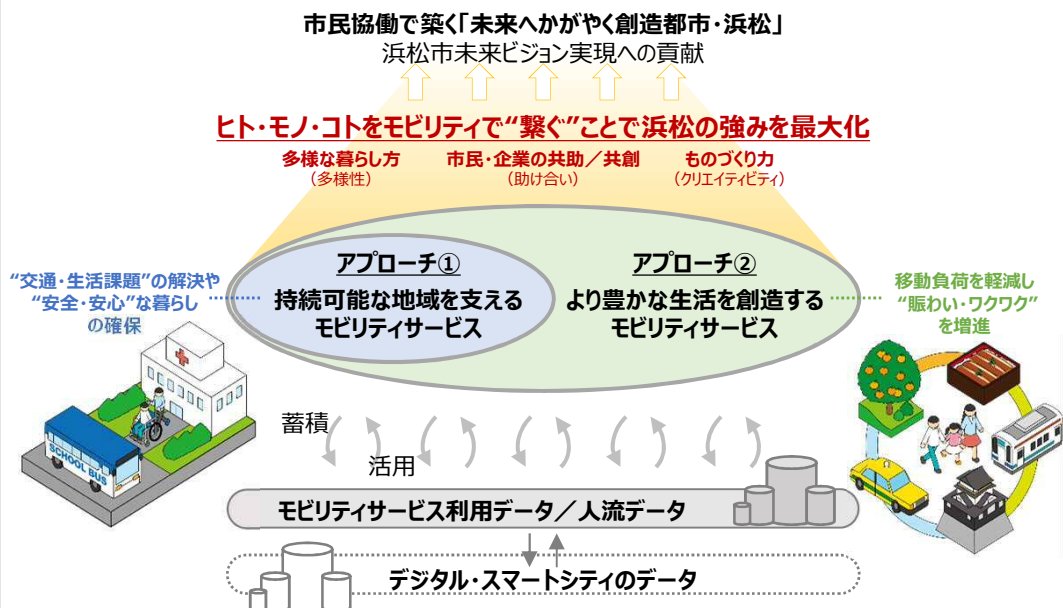 市民協働で築く「未来へかがやく創造都市・浜松」
浜松市未来ビジョン実現への貢献
ヒト・モノ・コトをモビリティで“繋ぐ”ことで浜松の強みを最大化
多様な暮らし方
（多様性）
市民・企業の共助／共創
（助け合い）
ものづくり力
（クリエイティビティ）
“交通・生活課題”の解決や
“安全・安心”な暮らし
の確保
アプローチ①
持続可能な地域を支える
モビリティサービス
アプローチ②
より豊かな生活を創造する
モビリティサービス
移動負荷を軽減し
“賑わい・ワクワク”
を増進
SCHOOL BUS
蓄積
活用
モビリティサービス利用データ／人流データ
デジタル・スマートシティのデータ